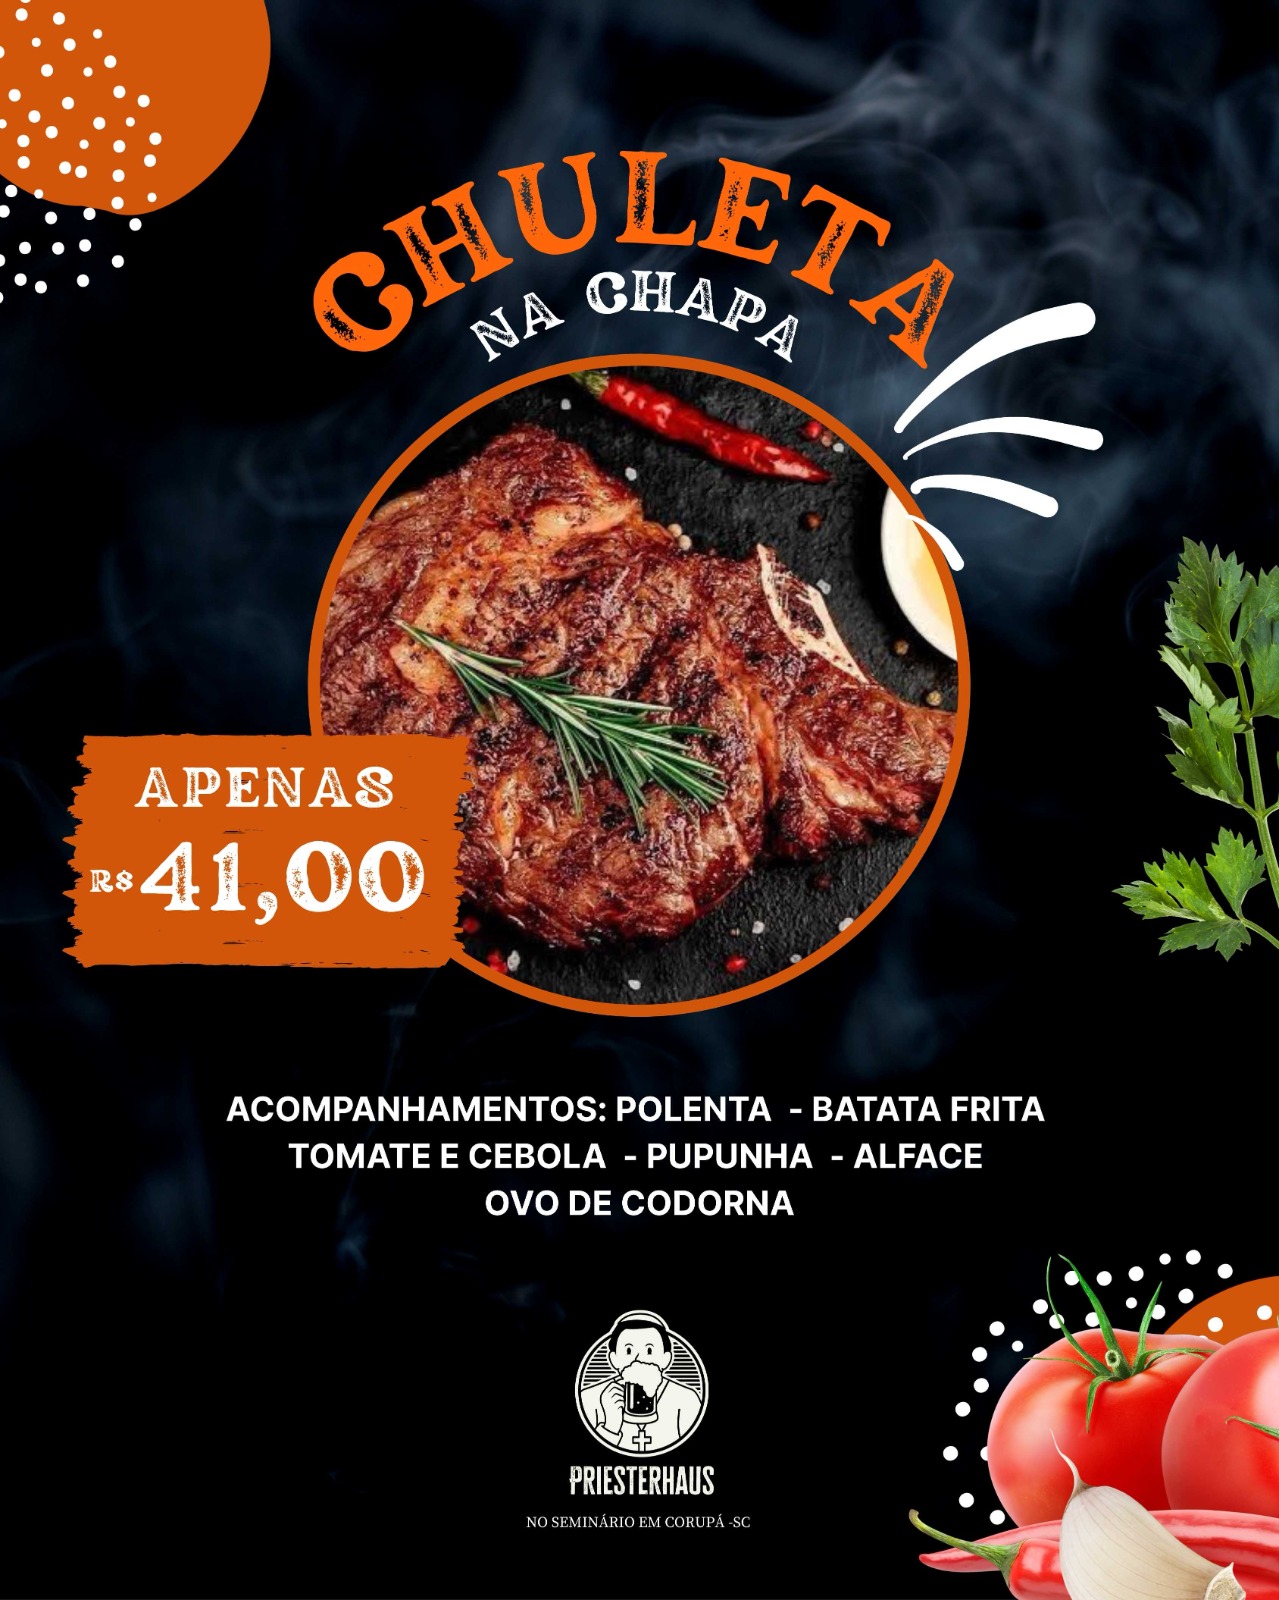 CHULETA
NA CHAPA
APENAS
R$41,00
ACOMPANHAMENTOS: POLENTA - BATATA FRITA
TOMATE E CEBOLA - PUPUNHA - ALFACE
OVO DE CODORNA
PRIESTERHAUS
NO SEMINÁRIO EM CORUPÁ -SC